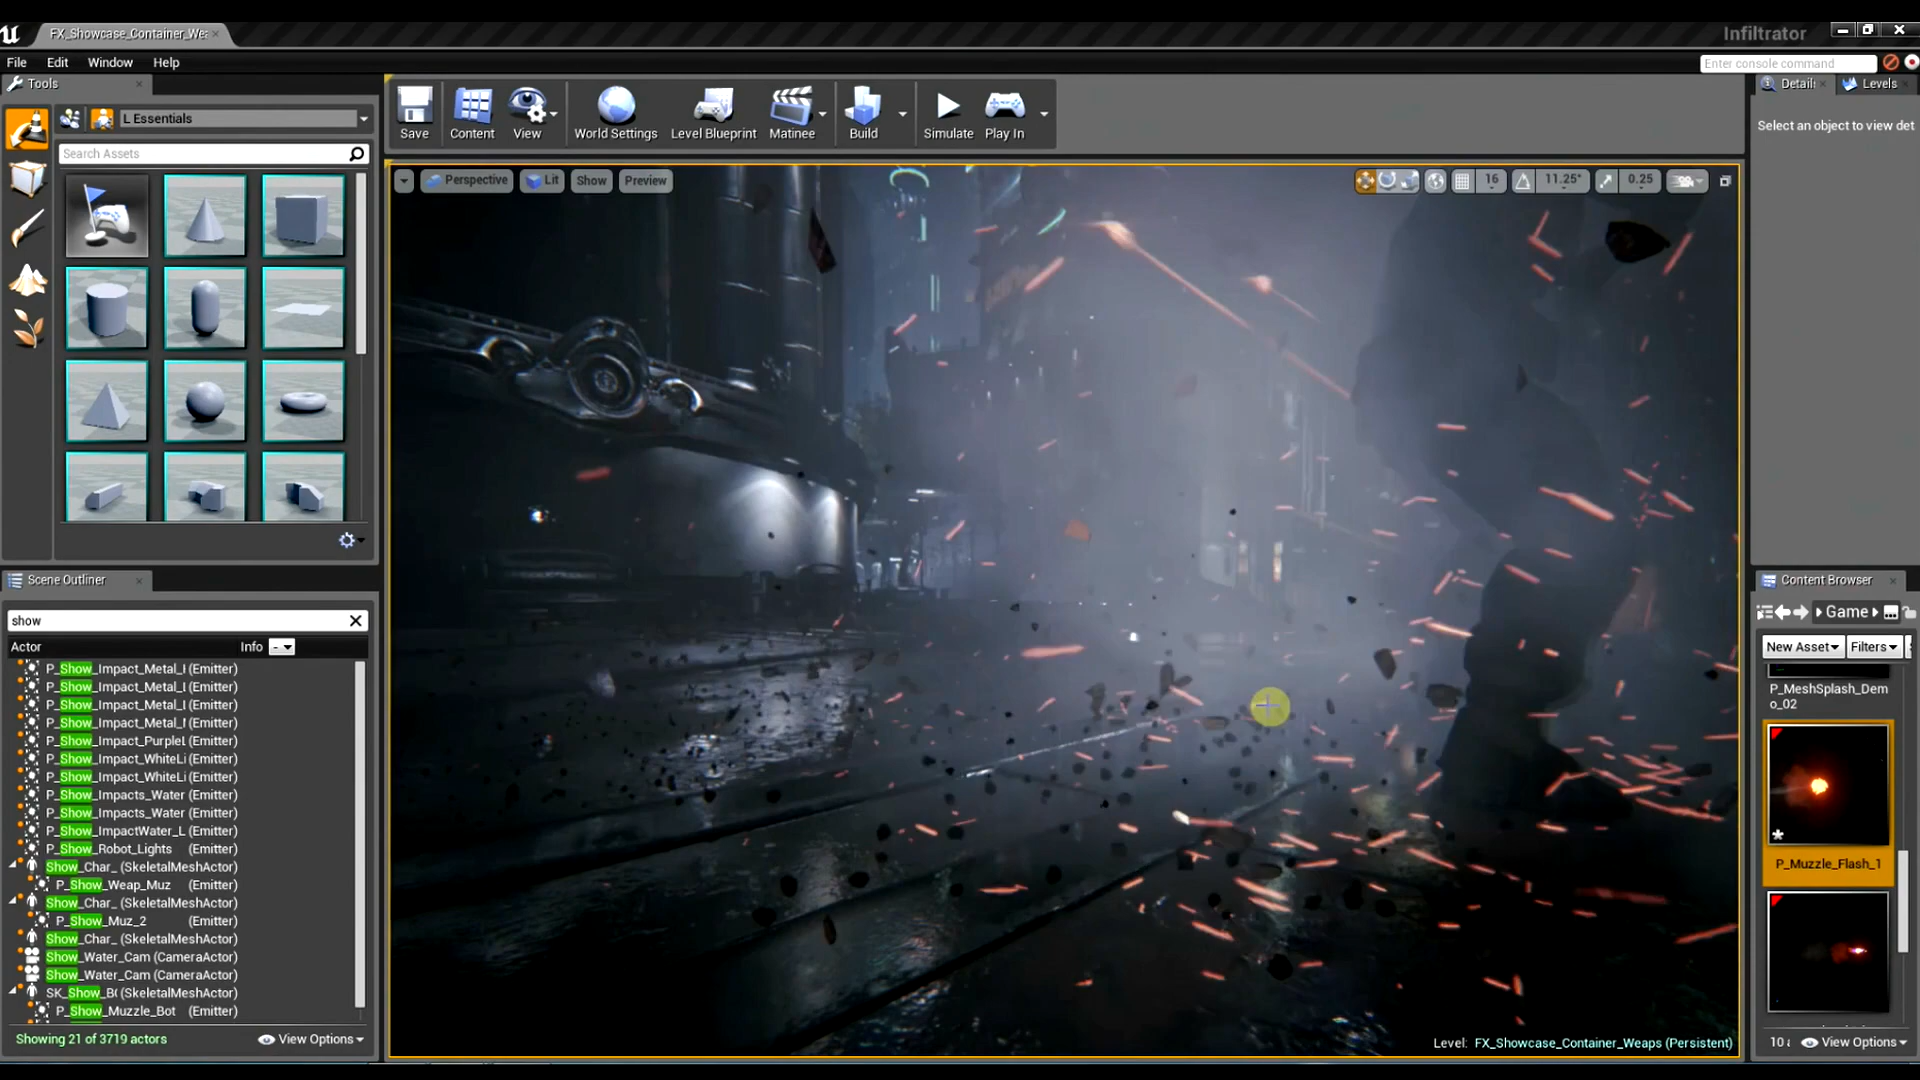 FX_Showcase_Container_Wea
Infiltrator
File Edit Window Help
Enter console command
Tools
Details
Levels
L Essentials
Search Assets
Save
Content
View
World Settings
Level Blueprint
Matinee
Build
Simulate
Play In
Select an object to view det
Perspective
Lit
Show
Preview
16
11.25°
0.25
Scene Outliner
show
Actor
Info
-
P_Show_Impact_Metal_I (Emitter)
P_Show_Impact_Metal_I (Emitter)
P_Show_Impact_Metal_I (Emitter)
P_Show_Impact_Metal_I (Emitter)
P_Show_Impact_PurpleL (Emitter)
P_Show_Impact_WhiteLi (Emitter)
P_Show_Impact_WhiteLi (Emitter)
P_Show_Impacts_Water (Emitter)
P_Show_Impacts_Water (Emitter)
P_Show_ImpactWater_L (Emitter)
P_Show_Robot_Lights (Emitter)
Show_Char_ (SkeletalMeshActor)
P_Show_Weap_Muz (Emitter)
Show_Char_ (SkeletalMeshActor)
P_Show_Muz_2 (Emitter)
Show_Char_ (SkeletalMeshActor)
Show_Water_Cam (CameraActor)
Show_Water_Cam (CameraActor)
SK_Show_B( (SkeletalMeshActor)
P_Show_Muzzle_Bot (Emitter)
Showing 21 of 3719 actors
View Options
Content Browser
Game
New Asset
Filters
P_MeshSplash_Dem
o_02
P_Muzzle_Flash_1
10
View Options
Level: FX_Showcase_Container_Weaps (Persistent)